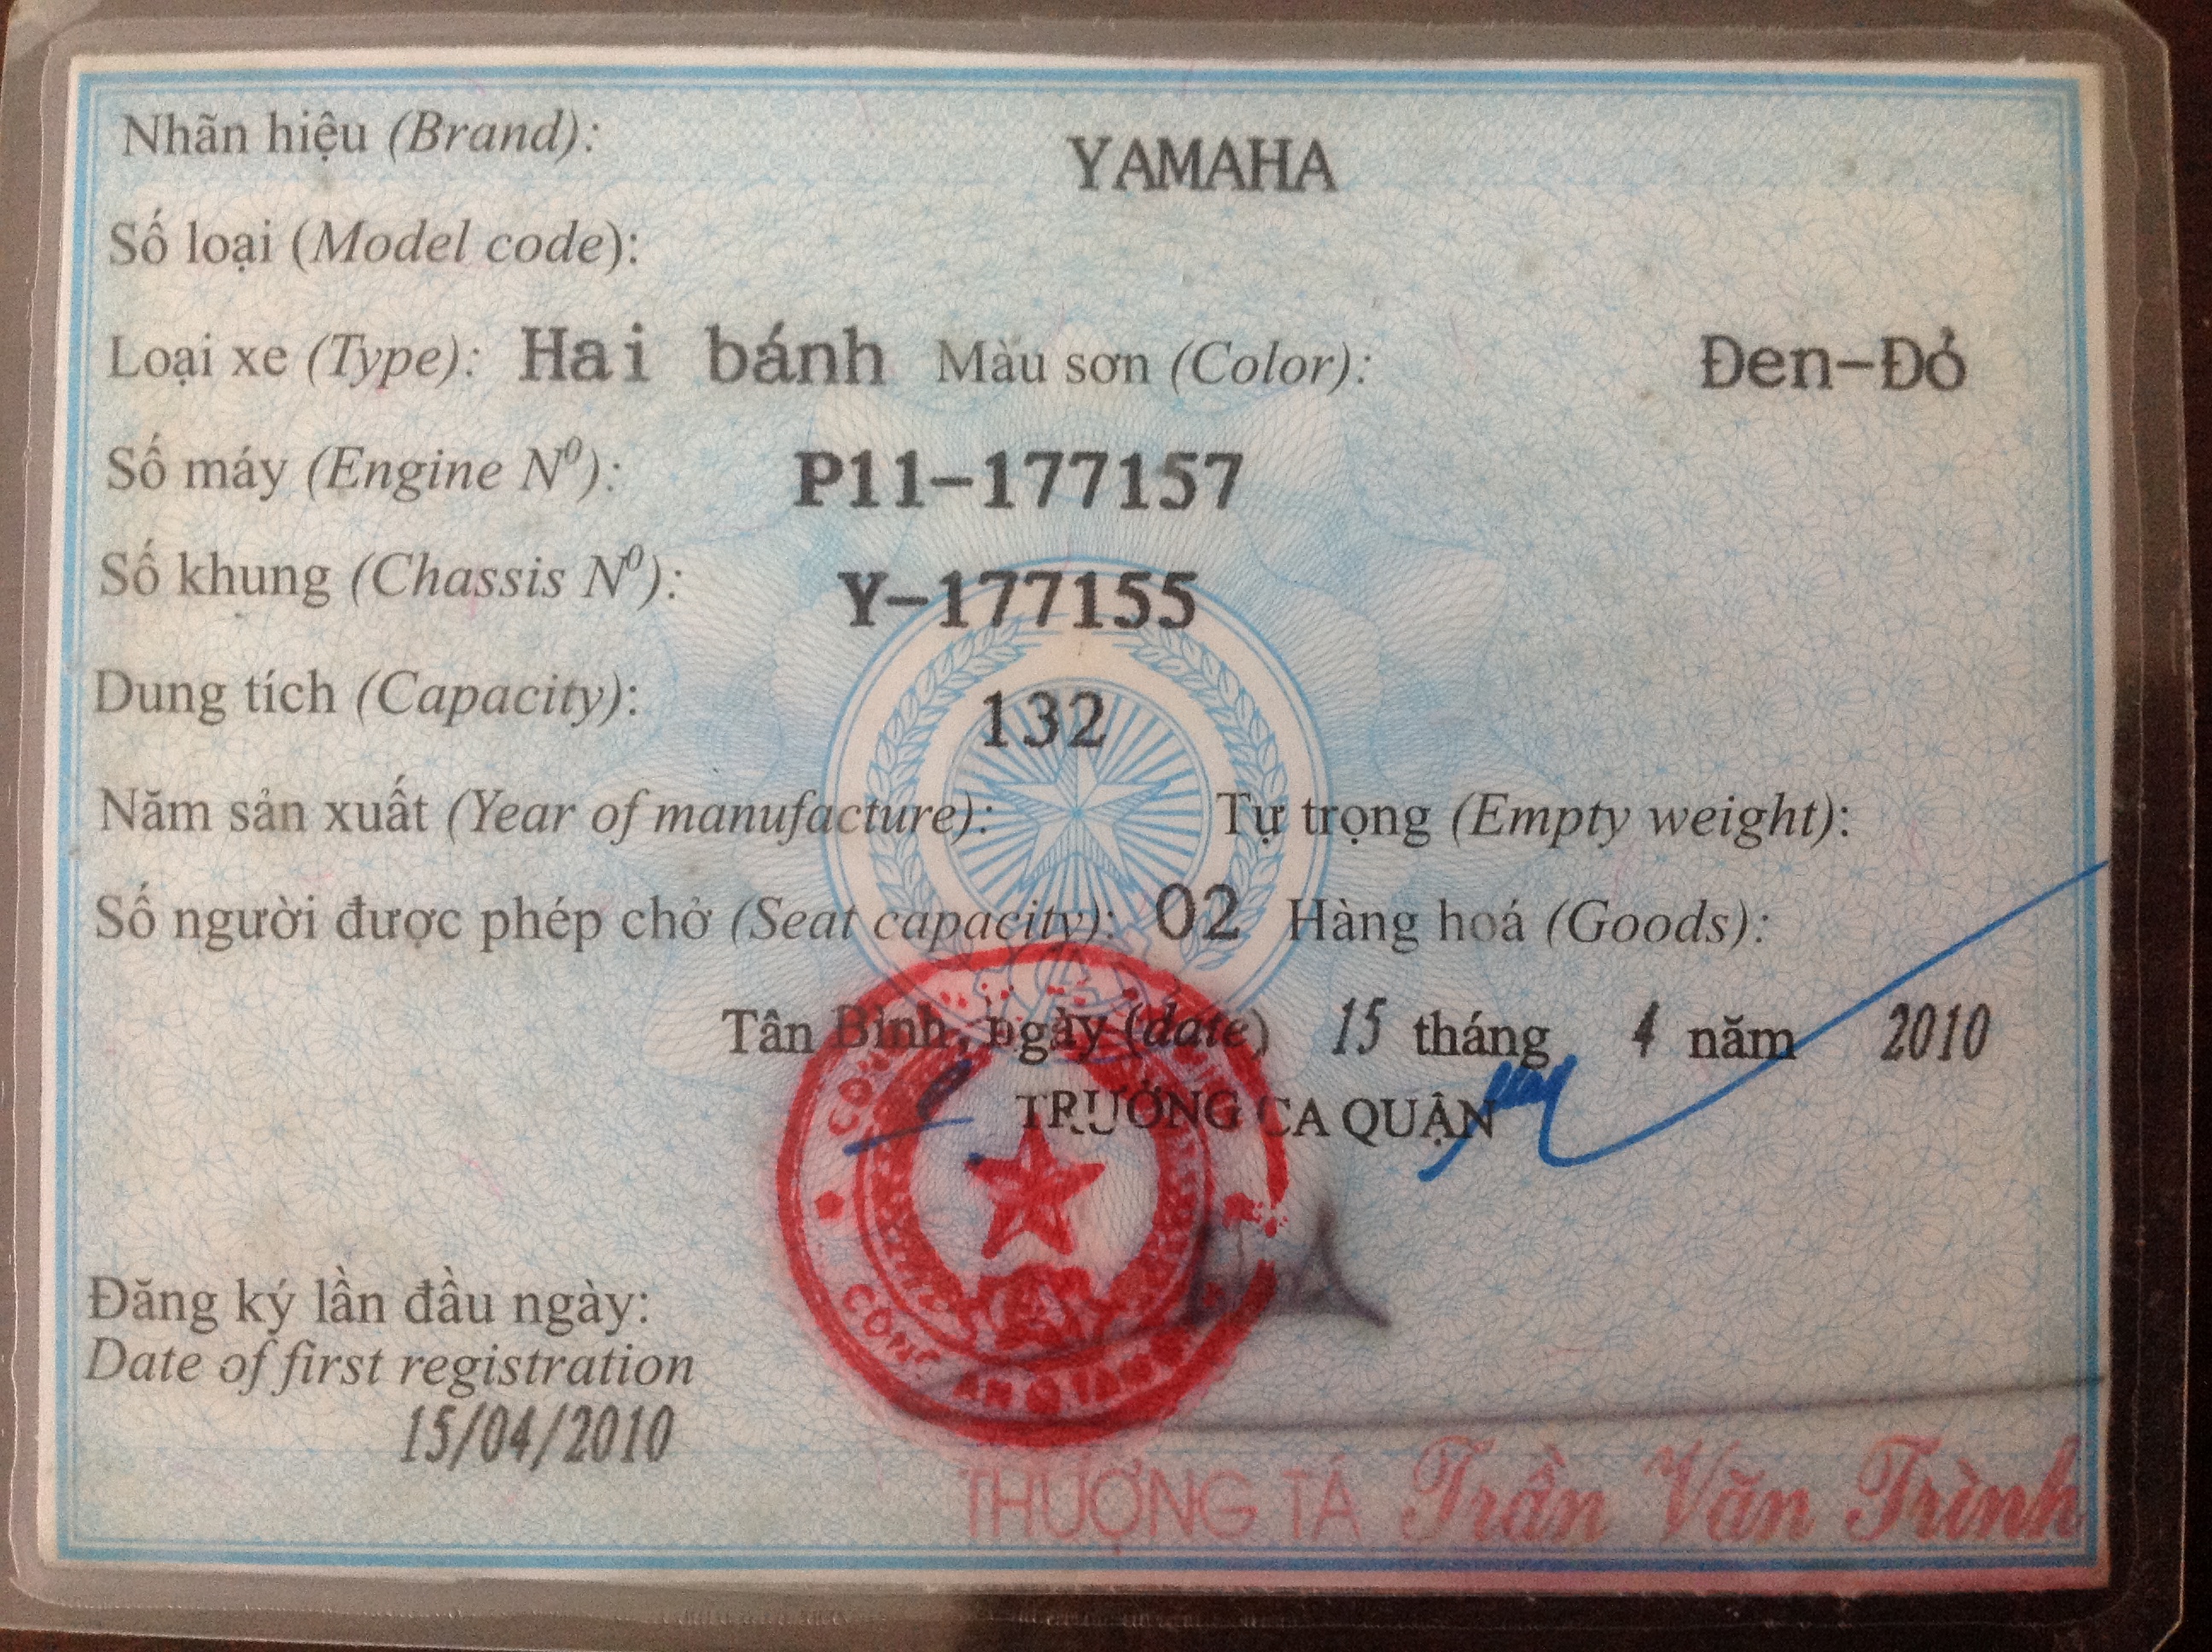 Nhãn hiệu (Brand): YAMAHA
Số loại (Model code):
Loại xe (Type): Hai bánh Màu sơn (Color): Đen-Đỏ
Số máy (Engine N⁰): P11-177157
Số khung (Chassis N⁰): Y-177155
Dung tích (Capacity): 132
Năm sản xuất (Year of manufacture): Tự trọng (Empty weight):
Số người được phép chở (Seat capacity): 02 Hàng hoá (Goods):
Tân Bình, ngày (date) 15 tháng 4 năm 2010
TRƯỞNG CA QUẬN
Đăng ký lần đầu ngày:
Date of first registration
15/04/2010
THƯỢNG TÁ Trần Văn Trình